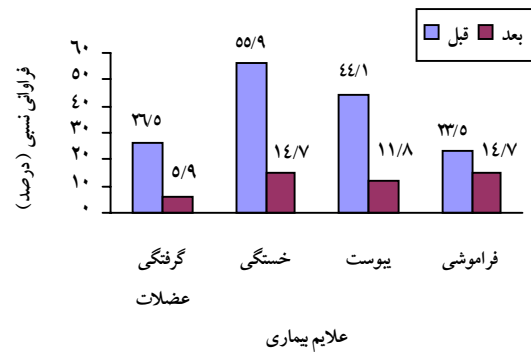 بعد قبل
فراوانی نسبی (درصد)
۶۰
۵۰
۴۰
۳۰
۲۰
۱۰
۰
۲۶/۵
۵/۹
۵۵/۹
۱۴/۷
۴۴/۱
۱۱/۸
۲۳/۵
۱۴/۷
گرفتگی
عضلات
خستگی
یبوست
فراموشی
علایم بیماری